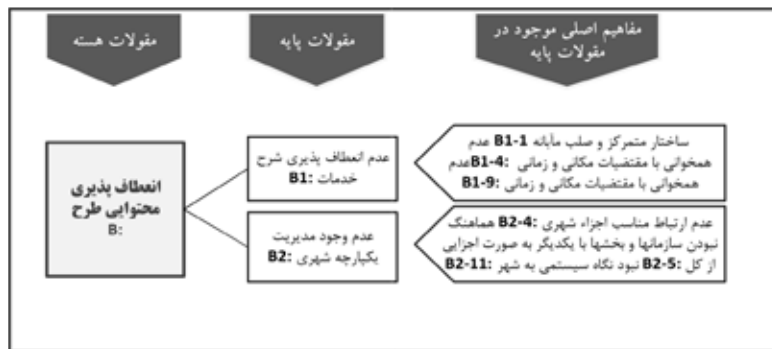 مفاهیم اصلی موجود در
مقولات پایه
مقولات پایه
مقولات هسته
ساختار متمرکز و صلب مآبانه B1-1 عدم
همخوانی با مقتضیات مکانی و زمانی :B1-4عدم
همخوانی با مقتضیات مکانی و زمانی :B1-9
عدم انعطاف پذیری شرح
خدمات :B1
انعطاف پذیری
محتوایی طرح
B:
عدم ارتباط مناسب اجزاء شهری :B2-4 هماهنگ
نبودن سازمانها و بخشها با یکدیگر به صورت اجزایی
از کل :B2-5 نبود نگاه سیستمی به شهر :B2-11
عدم وجود مدیریت
یکپارچه شهری :B2